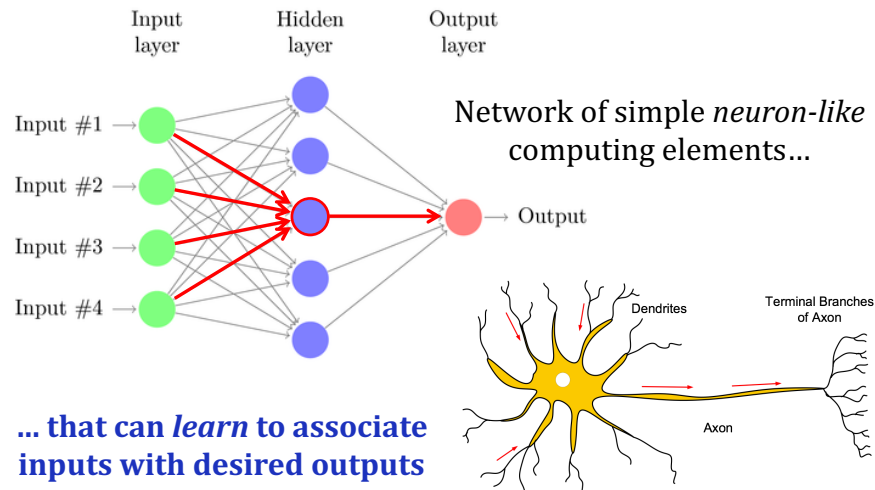 Input
layer
Hidden
layer
Output
layer
Input #1
Input #2
Input #3
Input #4
Output
Network of simple neuron-like
computing elements…
Dendrites
Terminal Branches
of Axon
Axon
... that can learn to associate
inputs with desired outputs